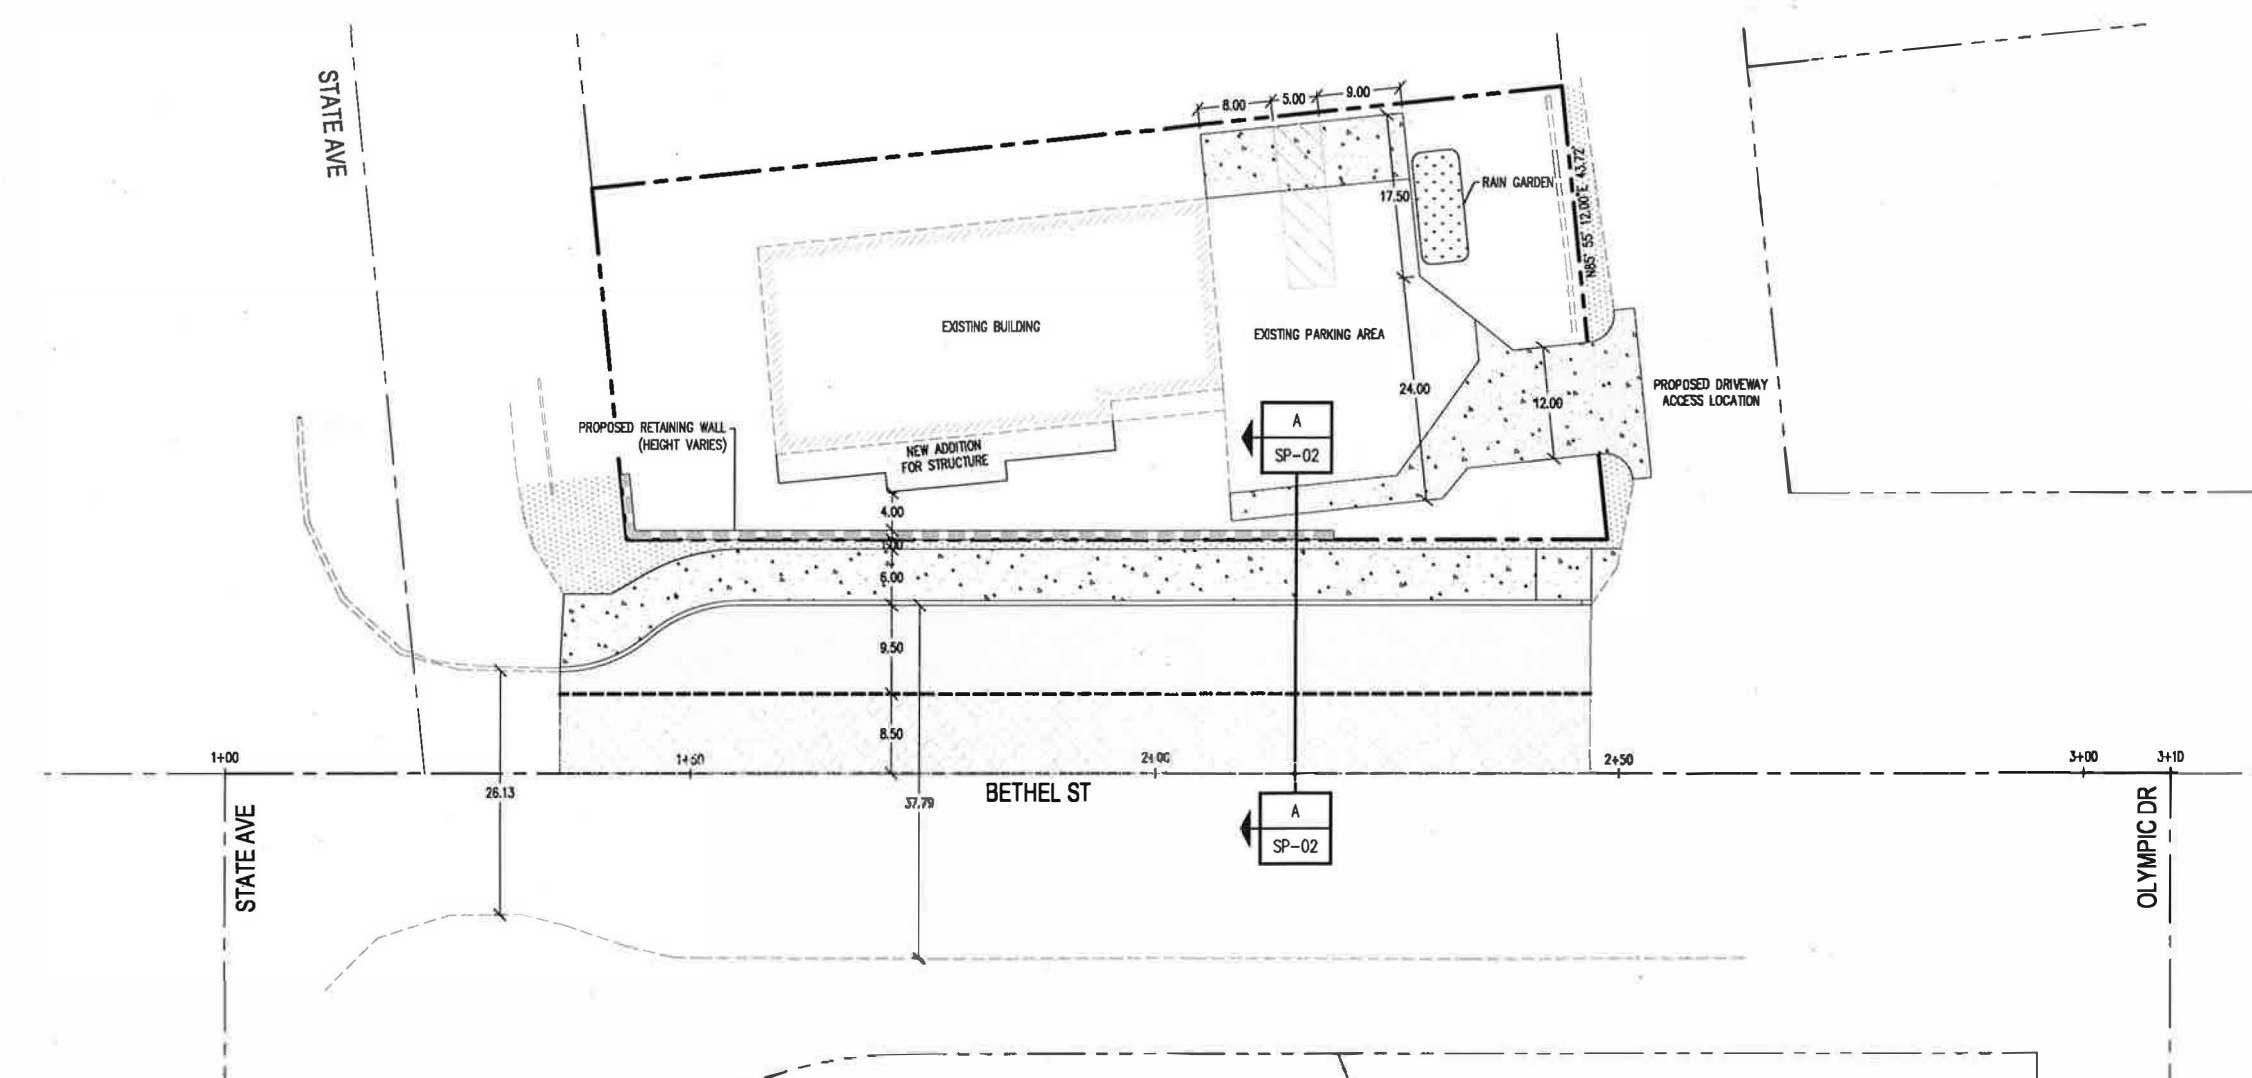 STATE AVE
8.00
5.00
9.00
17.50
RAIN GARDEN
N85° 55' 12.00"E 43.72'
EXISTING BUILDING
EXISTING PARKING AREA
PROPOSED DRIVEWAY
ACCESS LOCATION
24.00
12.00
PROPOSED RETAINING WALL
(HEIGHT VARIES)
NEW ADDITION
FOR STRUCTURE
A
SP-02
4.00
6.00
9.50
8.50
1+00
1+50
2+00
2+50
3+00
3+10
26.13
37.79
BETHEL ST
A
SP-02
STATE AVE
OLYMPIC DR